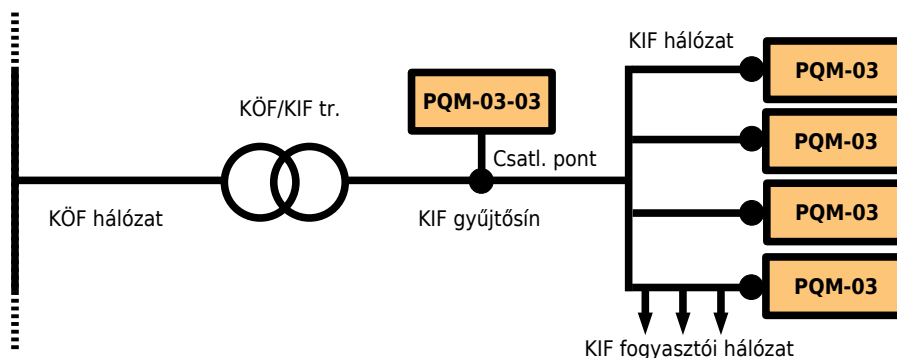 KIF hálózat
PQM-03
KÖF/KIF tr.
PQM-03-03
PQM-03
Csatl. pont
KÖF hálózat
KIF gyűjtősín
PQM-03
PQM-03
KIF fogyasztói hálózat